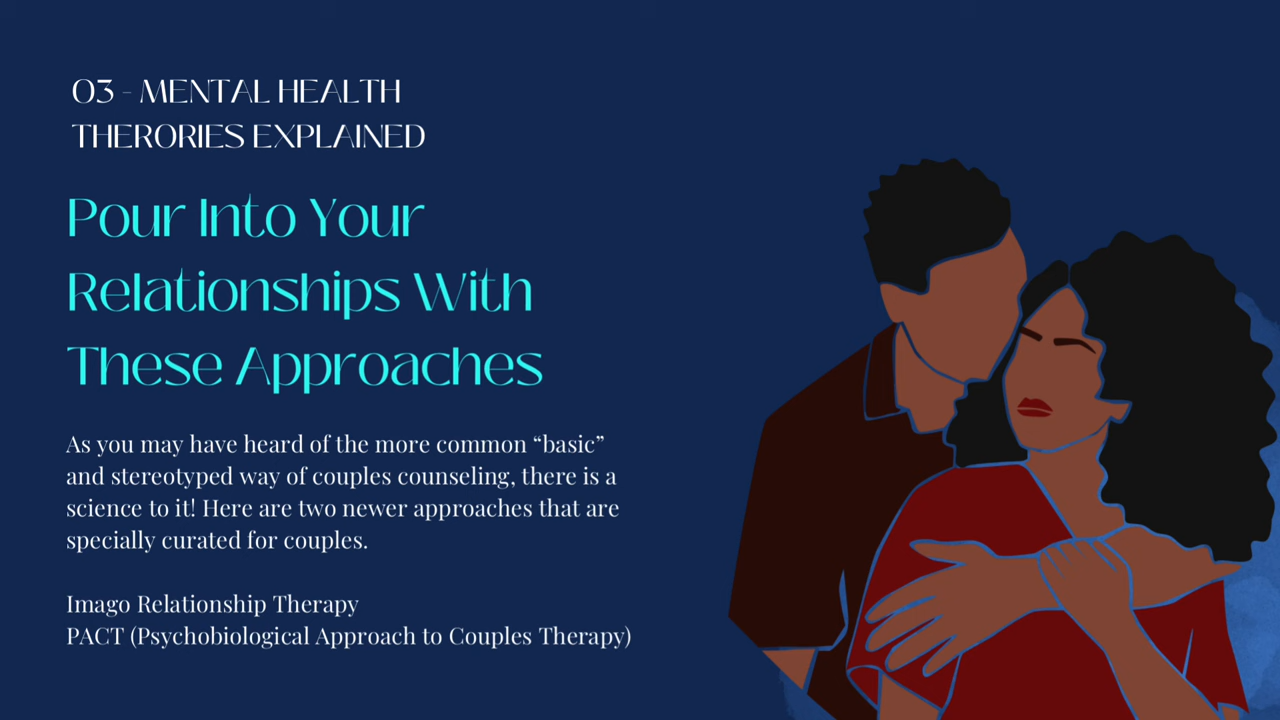 03 - MENTAL HEALTH
THERORIES EXPLAINED
Pour Into Your
Relationships With
These Approaches
As you may have heard of the more common “basic”
and stereotyped way of couples counseling, there is a
science to it! Here are two newer approaches that are
specially curated for couples.
Imago Relationship Therapy
PACT (Psychobiological Approach to Couples Therapy)